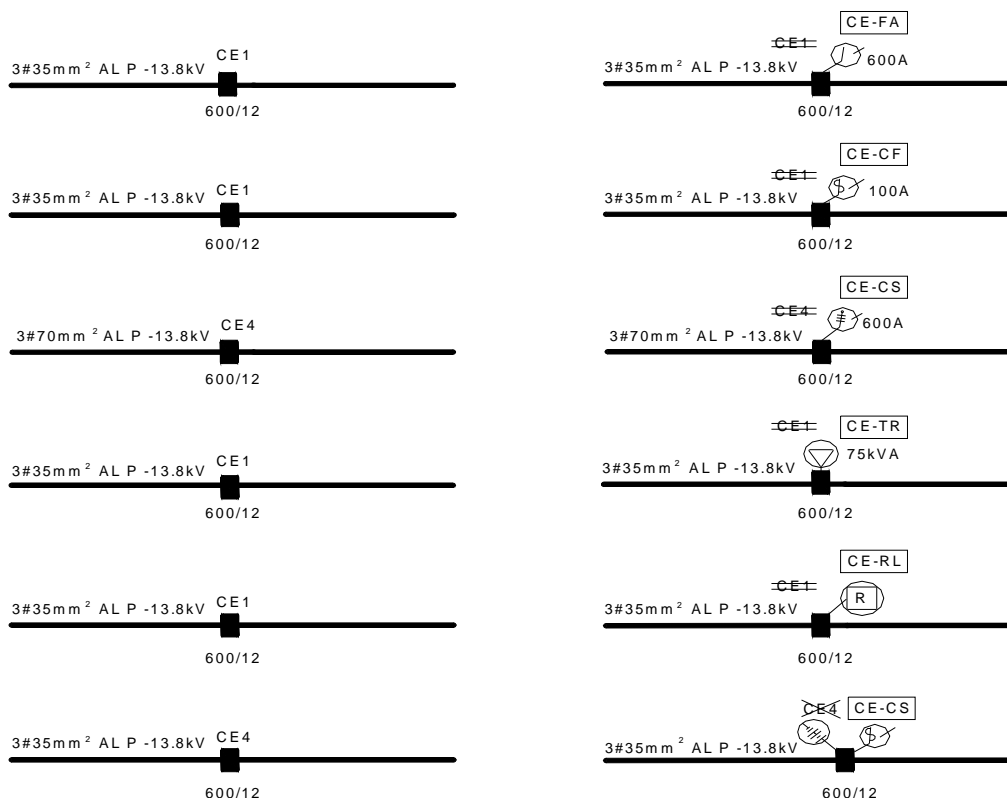 CE-FA
CE1 CE1
3#35mm² AL P -13.8kV 3#35mm² AL P -13.8kV 600A
600/12 600/12
CE-CF
CE1 CE1
3#35mm² AL P -13.8kV 3#35mm² AL P -13.8kV 100A
600/12 600/12
CE-CS
CE4 CE4
3#70mm² AL P -13.8kV 3#70mm² AL P -13.8kV 600A
600/12 600/12
CE1 CE-TR
CE1 75kVA
3#35mm² AL P -13.8kV 3#35mm² AL P -13.8kV
600/12 600/12
CE-RL
CE1 CE1
3#35mm² AL P -13.8kV 3#35mm² AL P -13.8kV R
600/12 600/12
CE4 CE-CS
CE4
3#35mm² AL P -13.8kV 3#35mm² AL P -13.8kV
600/12 600/12